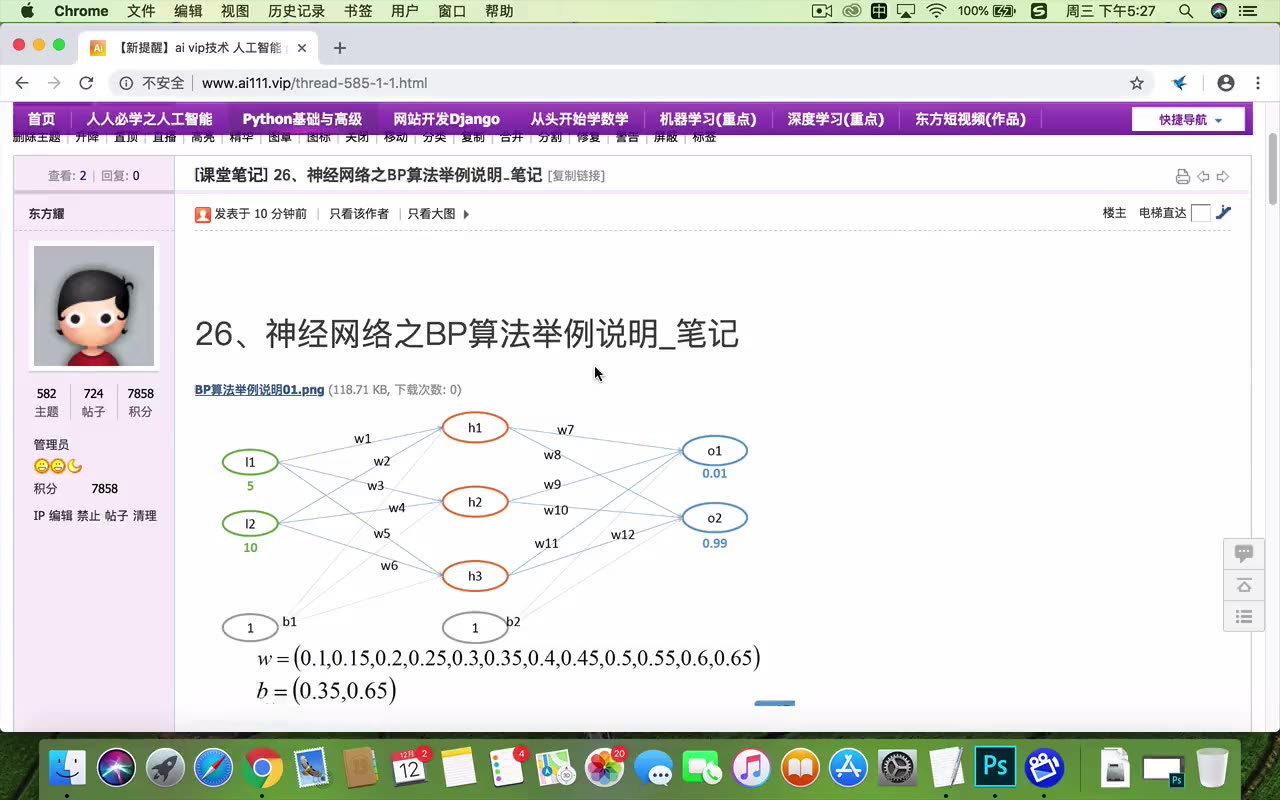 Chrome 文件 编辑 视图 历史记录 书签 用户 窗口 帮助 中 100% S 周三 下午5:27
Ai 【新提醒】ai vip技术 人工智能
不安全 www.ai111.vip/thread-585-1-1.html
首页 人人必学之人工智能 Python基础与高级 网站开发Django 从头开始学数学 机器学习(重点) 深度学习(重点) 东方短视频(作品) 快捷导航
删除主题 升降 置顶 直播 高亮 精华 图章 图标 关闭 移动 分类 复制 合并 分割 修复 警告 屏蔽 标签
查看: 2 | 回复: 0
[课堂笔记] 26、神经网络之BP算法举例说明_笔记 [复制链接]
东方耀
发表于 10 分钟前 | 只看该作者 | 只看大图
楼主 电梯直达
582 724 7858
主题 帖子 积分
管理员
积分 7858
IP 编辑 禁止 帖子 清理
26、神经网络之BP算法举例说明_笔记
BP算法举例说明01.png (118.71 KB, 下载次数: 0)
h1
w7
w1
o1
w8
l1
w2
0.01
5
w3
w9
h2
w4
w10
o2
l2
w5
w12
10
w11
0.99
w6
h3
b1
b2
1
1
w = (0.1,0.15,0.2,0.25,0.3,0.35,0.4,0.45,0.5,0.55,0.6,0.65)
b = (0.35,0.65)
12月
12
2
4
3D
20
Ps
Ps